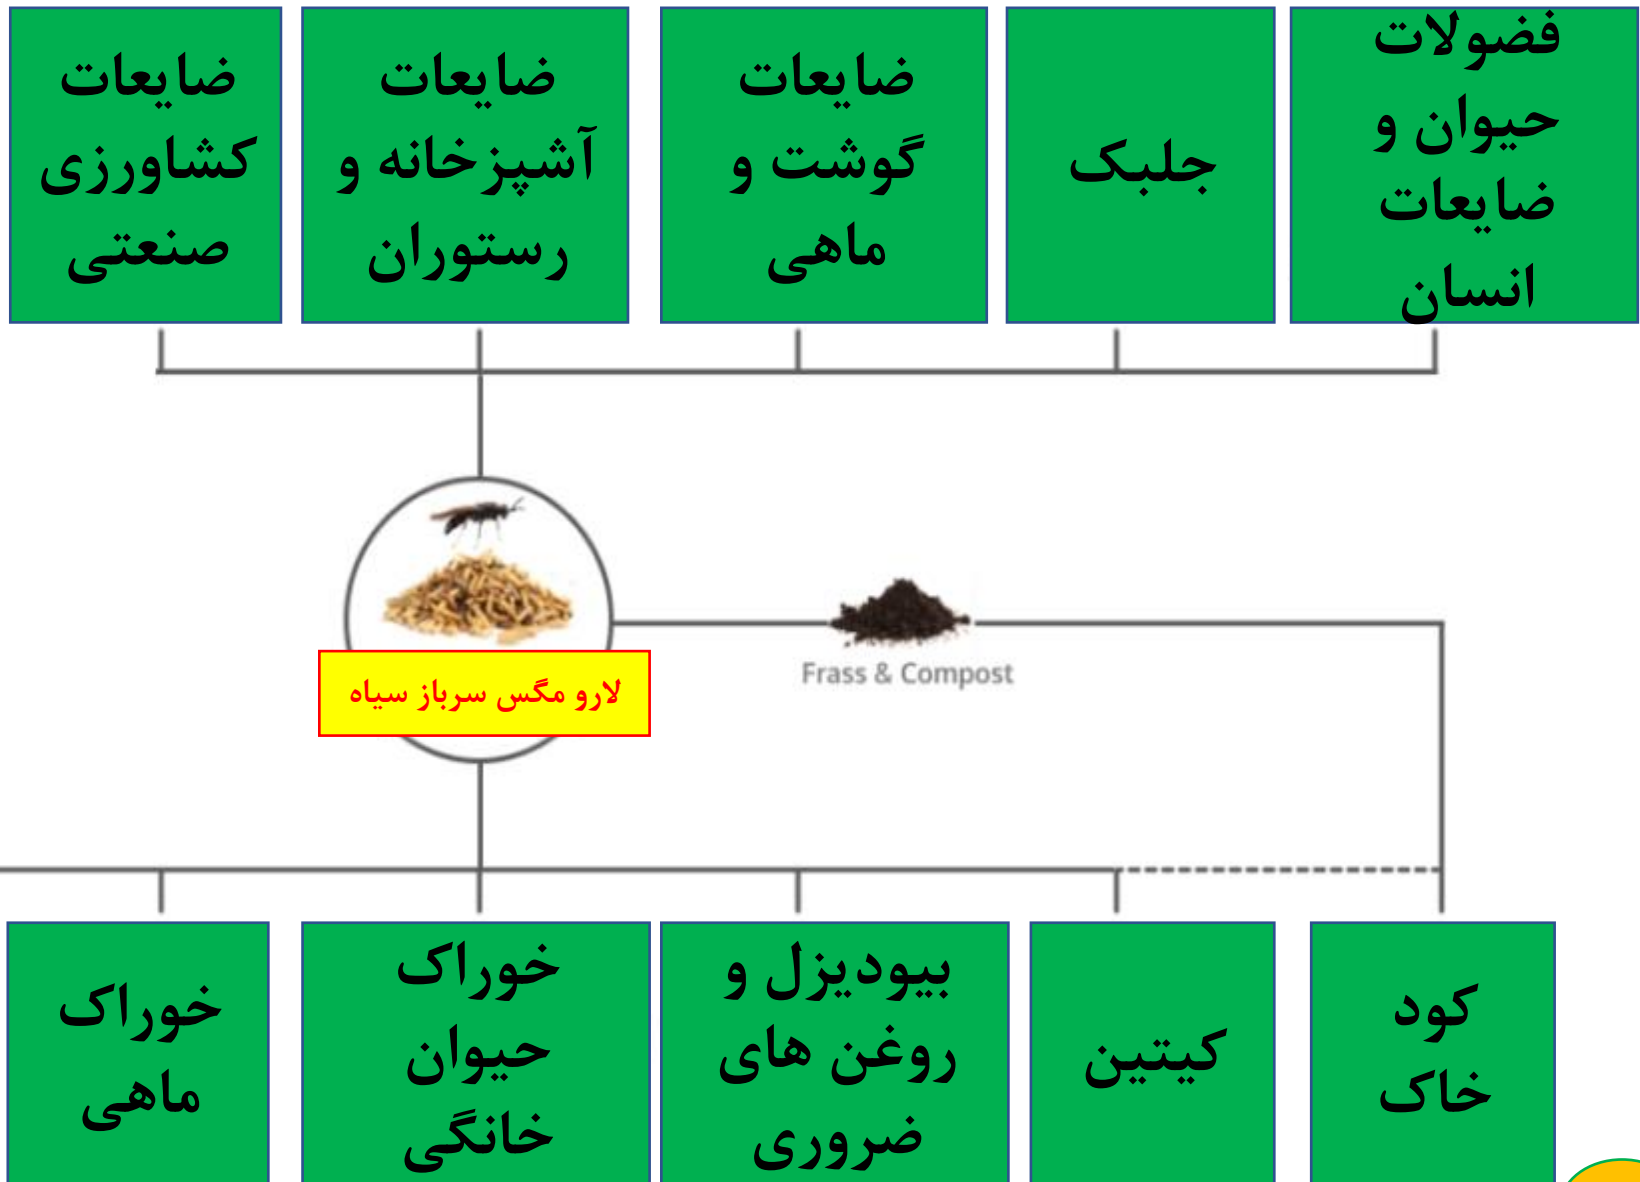 فضولات
حیوان و
ضایعات
انسان
جلبک
ضایعات
گوشت و
ماهی
ضایعات
آشپزخانه و
رستوران
ضایعات
کشاورزی
صنعتی
لارو مگس سرباز سیاه
Frass & Compost
کود
خاک
کیتین
بیودیزل و
روغن های
ضروری
خوراک
حیوان
خانگی
خوراک
ماهی